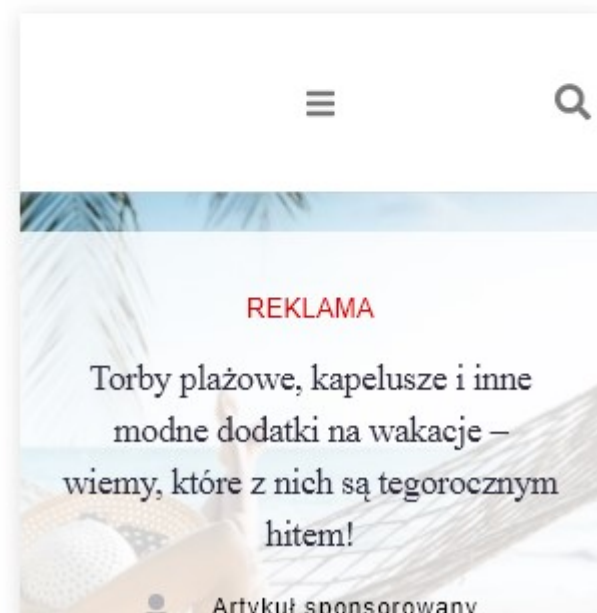 REKLAMA
Torby plażowe, kapelusze i inne
modne dodatki na wakacje –
wiemy, które z nich są tegorocznym
hitem!
Artykuł sponsorowany